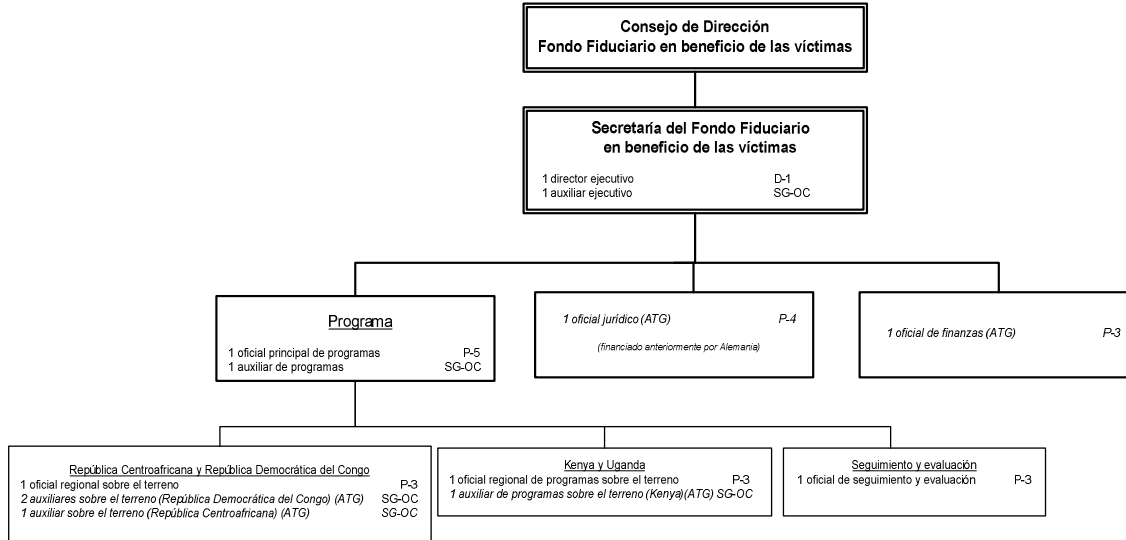 Consejo de Dirección
Fondo Fiduciario en beneficio de las víctimas
Secretaría del Fondo Fiduciario
en beneficio de las víctimas
1 director ejecutivo D-1
1 auxiliar ejecutivo SG-OC
Programa
1 oficial principal de programas P-5
1 auxiliar de programas SG-OC
1 oficial jurídico (ATG) P-4
(financiado anteriormente por Alemania)
1 oficial de finanzas (ATG) P-3
República Centroafricana y República Democrática del Congo
1 oficial regional sobre el terreno P-3
2 auxiliares sobre el terreno (República Democrática del Congo) (ATG) SG-OC
1 auxiliar sobre el terreno (República Centroafricana) (ATG) SG-OC
Kenya y Uganda
1 oficial regional de programas sobre el terreno P-3
1 auxiliar de programas sobre el terreno (Kenya)(ATG) SG-OC
Seguimiento y evaluación
1 oficial de seguimiento y evaluación P-3